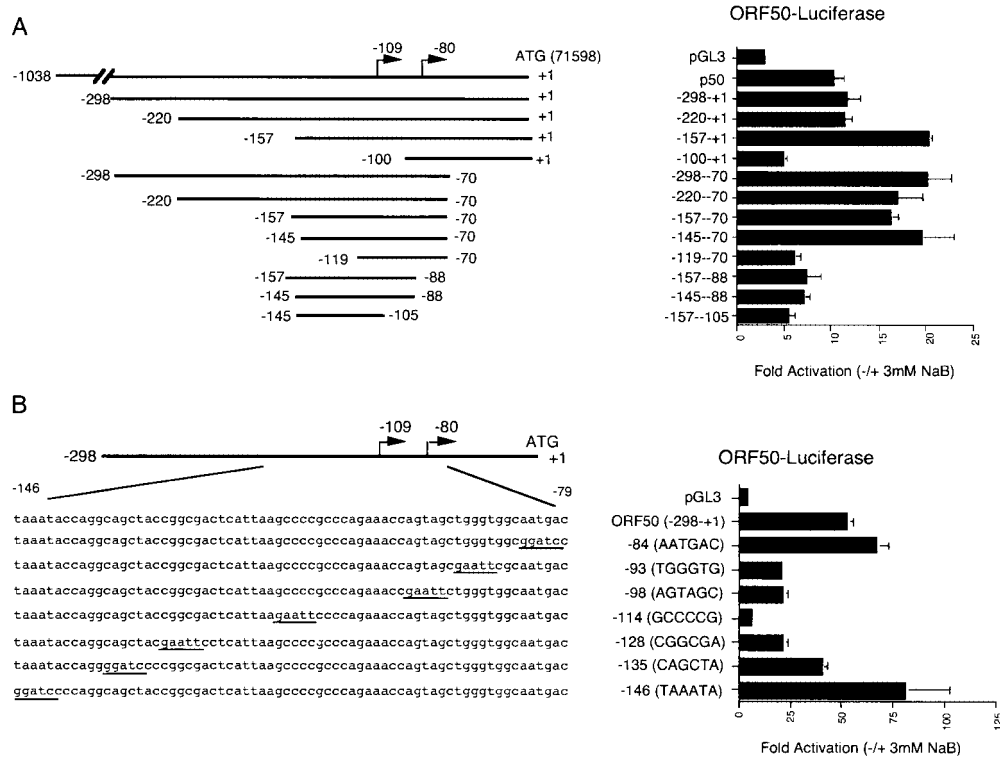 A
-1038
-109
-80
ATG (71598)
+1
-298
+1
-220
+1
-157
+1
-100
+1
-298
-70
-220
-70
-157
-70
-145
-70
-119
-70
-157
-88
-145
-88
-145
-105
ORF50-Luciferase
pGL3
p50
-298-+1
-220-+1
-157-+1
-100-+1
-298--70
-220--70
-157--70
-145--70
-119--70
-157--88
-145--88
-157--105
0
5
10
15
20
25
Fold Activation (-/+ 3mM NaB)
B
-298
-109
-80
ATG
+1
-146
-79
taaataccaggcagctaccggcgactcattaagccccgcccagaaaccagtagctgggtggcaatgac
taaataccaggcagctaccggcgactcattaagccccgcccagaaaccagtagctgggtggcggatcc
taaataccaggcagctaccggcgactcattaagccccgcccagaaaccagtagcgaattcgcaatgac
taaataccaggcagctaccggcgactcattaagccccgcccagaaaccgaattcctgggtggcaatgac
taaataccaggcagctaccggcgactcattaagaattcgcccagaaaccagtagctgggtggcaatgac
taaataccaggcagctacgaattcctcattaagccccgcccagaaaccagtagctgggtggcaatgac
taaataccaggggatccccggcgactcattaagccccgcccagaaaccagtagctgggtggcaatgac
ggatccccaggcagctaccggcgactcattaagccccgcccagaaaccagtagctgggtggcaatgac
ORF50-Luciferase
pGL3
ORF50 (-298-+1)
-84 (AATGAC)
-93 (TGGGTG)
-98 (AGTAGC)
-114 (GCCCCG)
-128 (CGGCGA)
-135 (CAGCTA)
-146 (TAAATA)
0
25
50
75
100
125
Fold Activation (-/+ 3mM NaB)